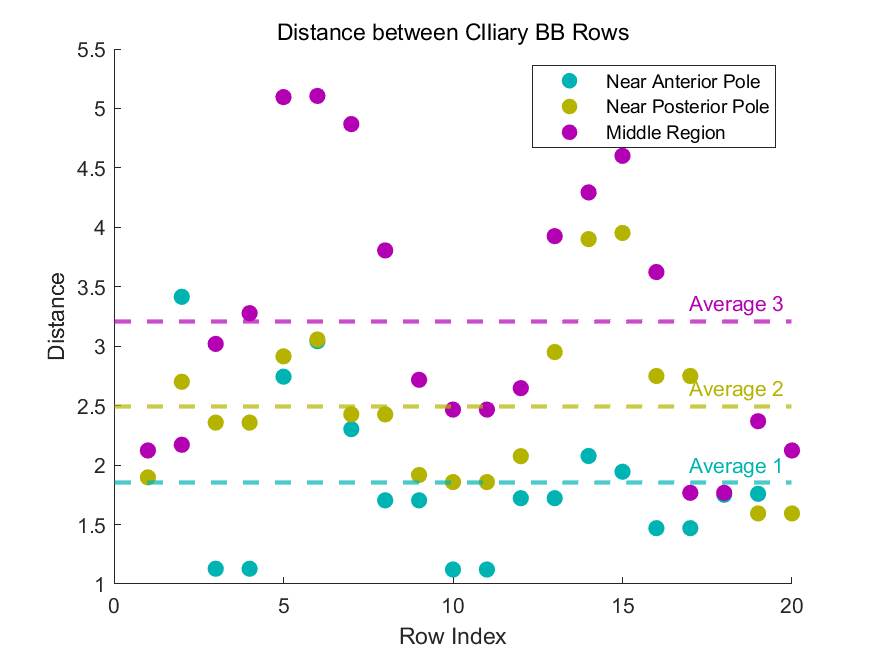 Distance between CIliary BB Rows
5.5
5
4.5
4
3.5
3
2.5
2
1.5
1
Distance
Near Anterior Pole
Near Posterior Pole
Middle Region
Average 3
Average 2
Average 1
0
5
10
15
20
Row Index